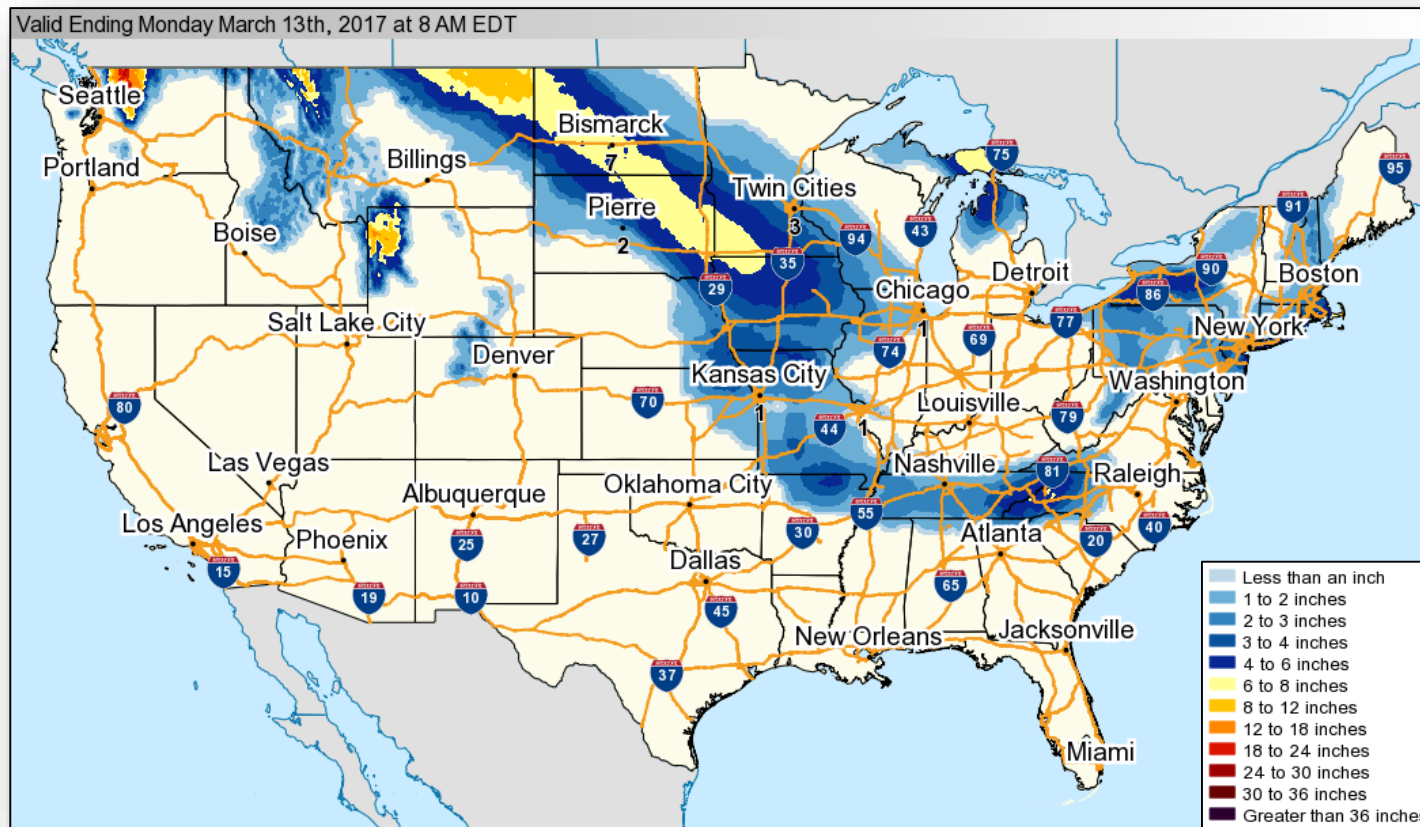 Valid Ending Monday March 13th, 2017 at 8 AM EDT
Seattle
Portland
Boise
Billings
Bismarck
7
Pierre
2
Twin Cities
3
75
95
91
94
43
35
29
90
86
Boston
Detroit
Chicago
1
77
New York
Salt Lake City
Denver
74
69
Kansas City
1
Washington
80
70
44
1
Louisville
79
Las Vegas
Albuquerque
Oklahoma City
Nashville
81
Raleigh
Los Angeles
Phoenix
25
27
30
55
Atlanta
20
40
15
19
10
Dallas
45
65
New Orleans
Jacksonville
37
Miami
Less than an inch
1 to 2 inches
2 to 3 inches
3 to 4 inches
4 to 6 inches
6 to 8 inches
8 to 12 inches
12 to 18 inches
18 to 24 inches
24 to 30 inches
30 to 36 inches
Greater than 36 inches